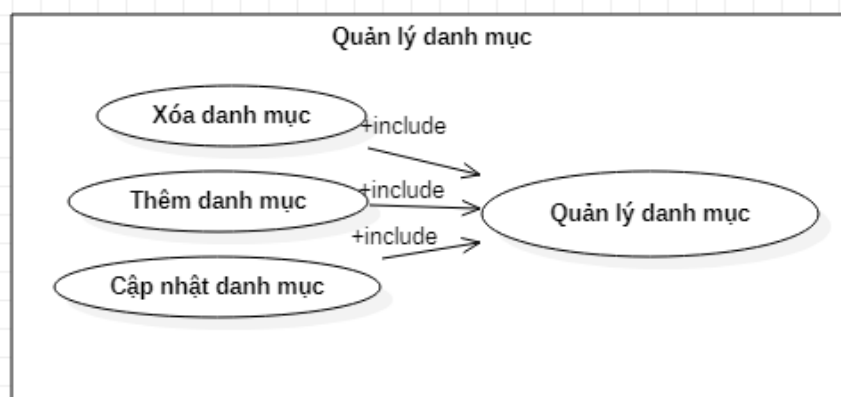 Quản lý danh mục
Xóa danh mục
+include
Thêm danh mục
+include
Quản lý danh mục
+include
Cập nhật danh mục